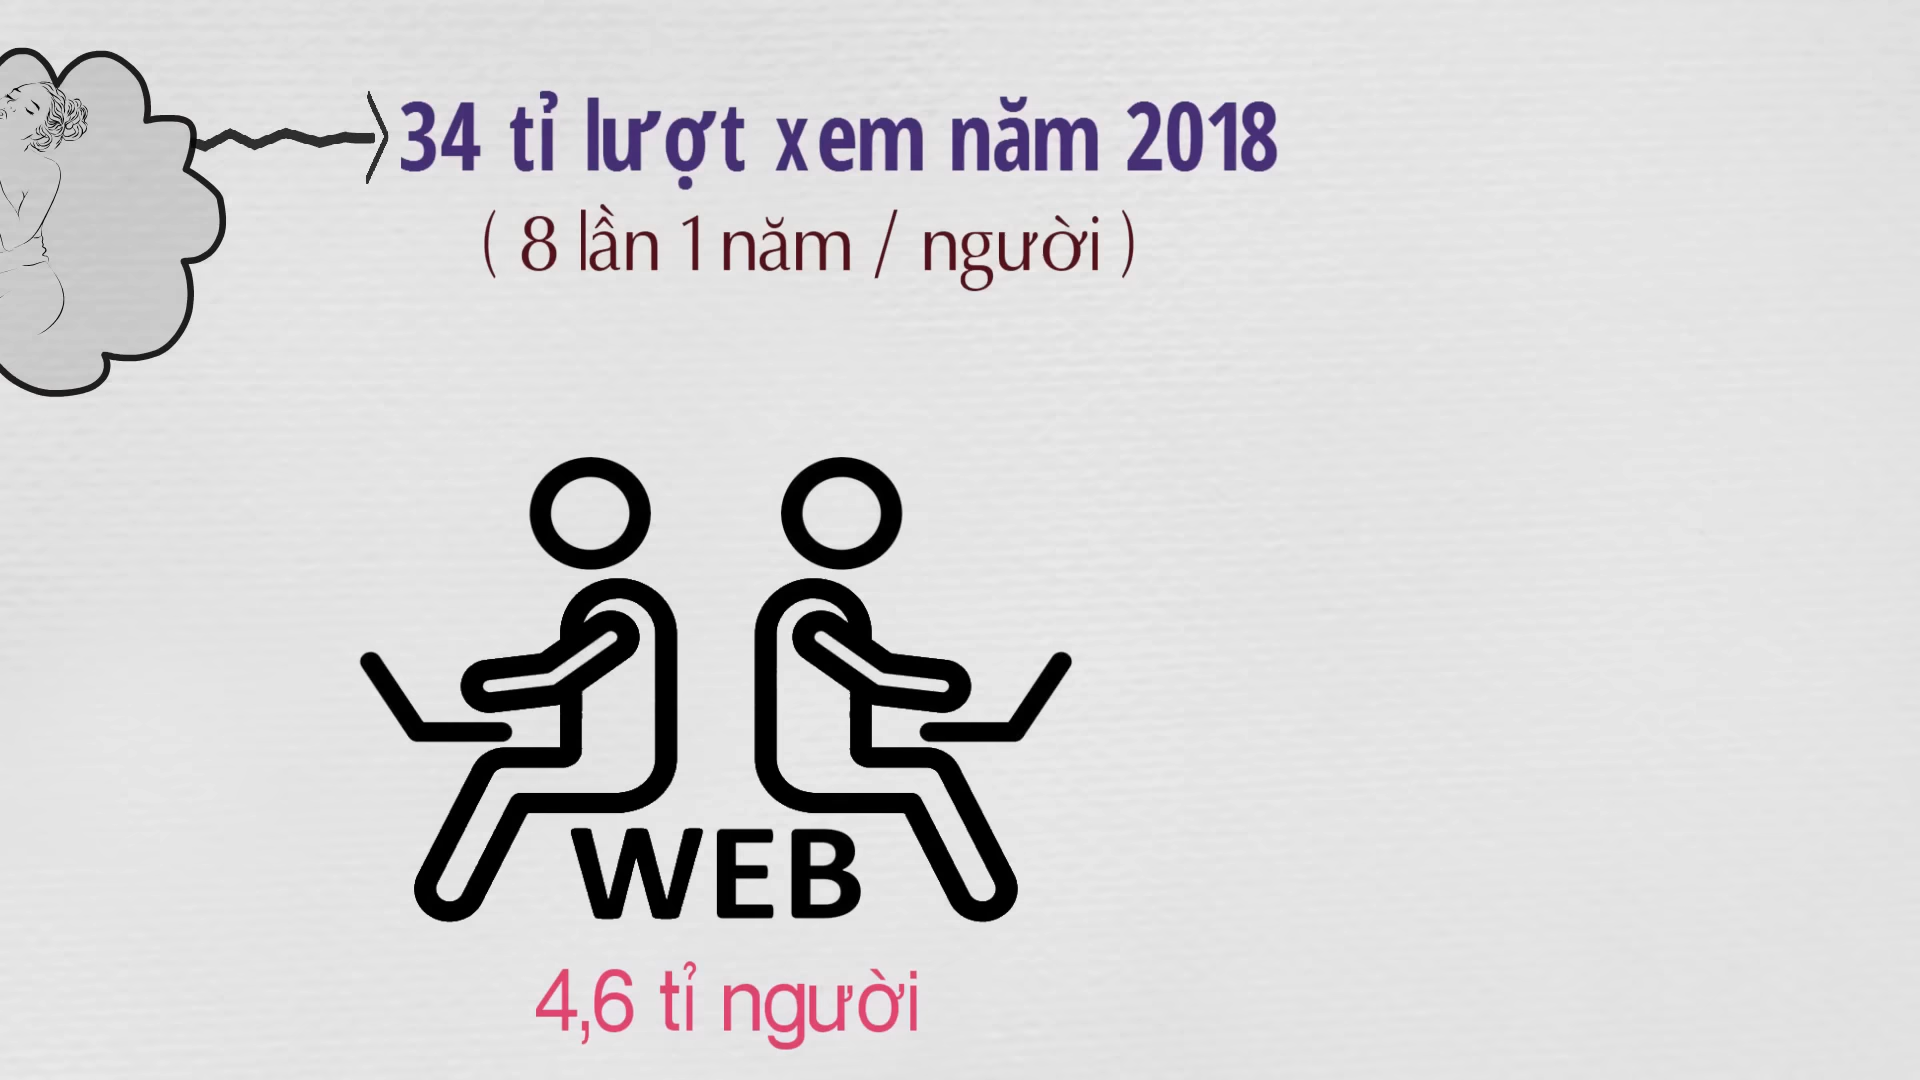 34 tỉ lượt xem năm 2018
( 8 lần 1 năm / người )
WEB
4,6 tỉ người